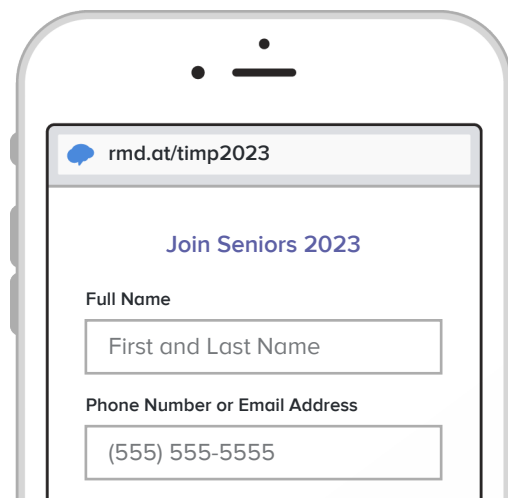 rmd.at/timp2023
Join Seniors 2023
Full Name
First and Last Name
Phone Number or Email Address
(555) 555-5555